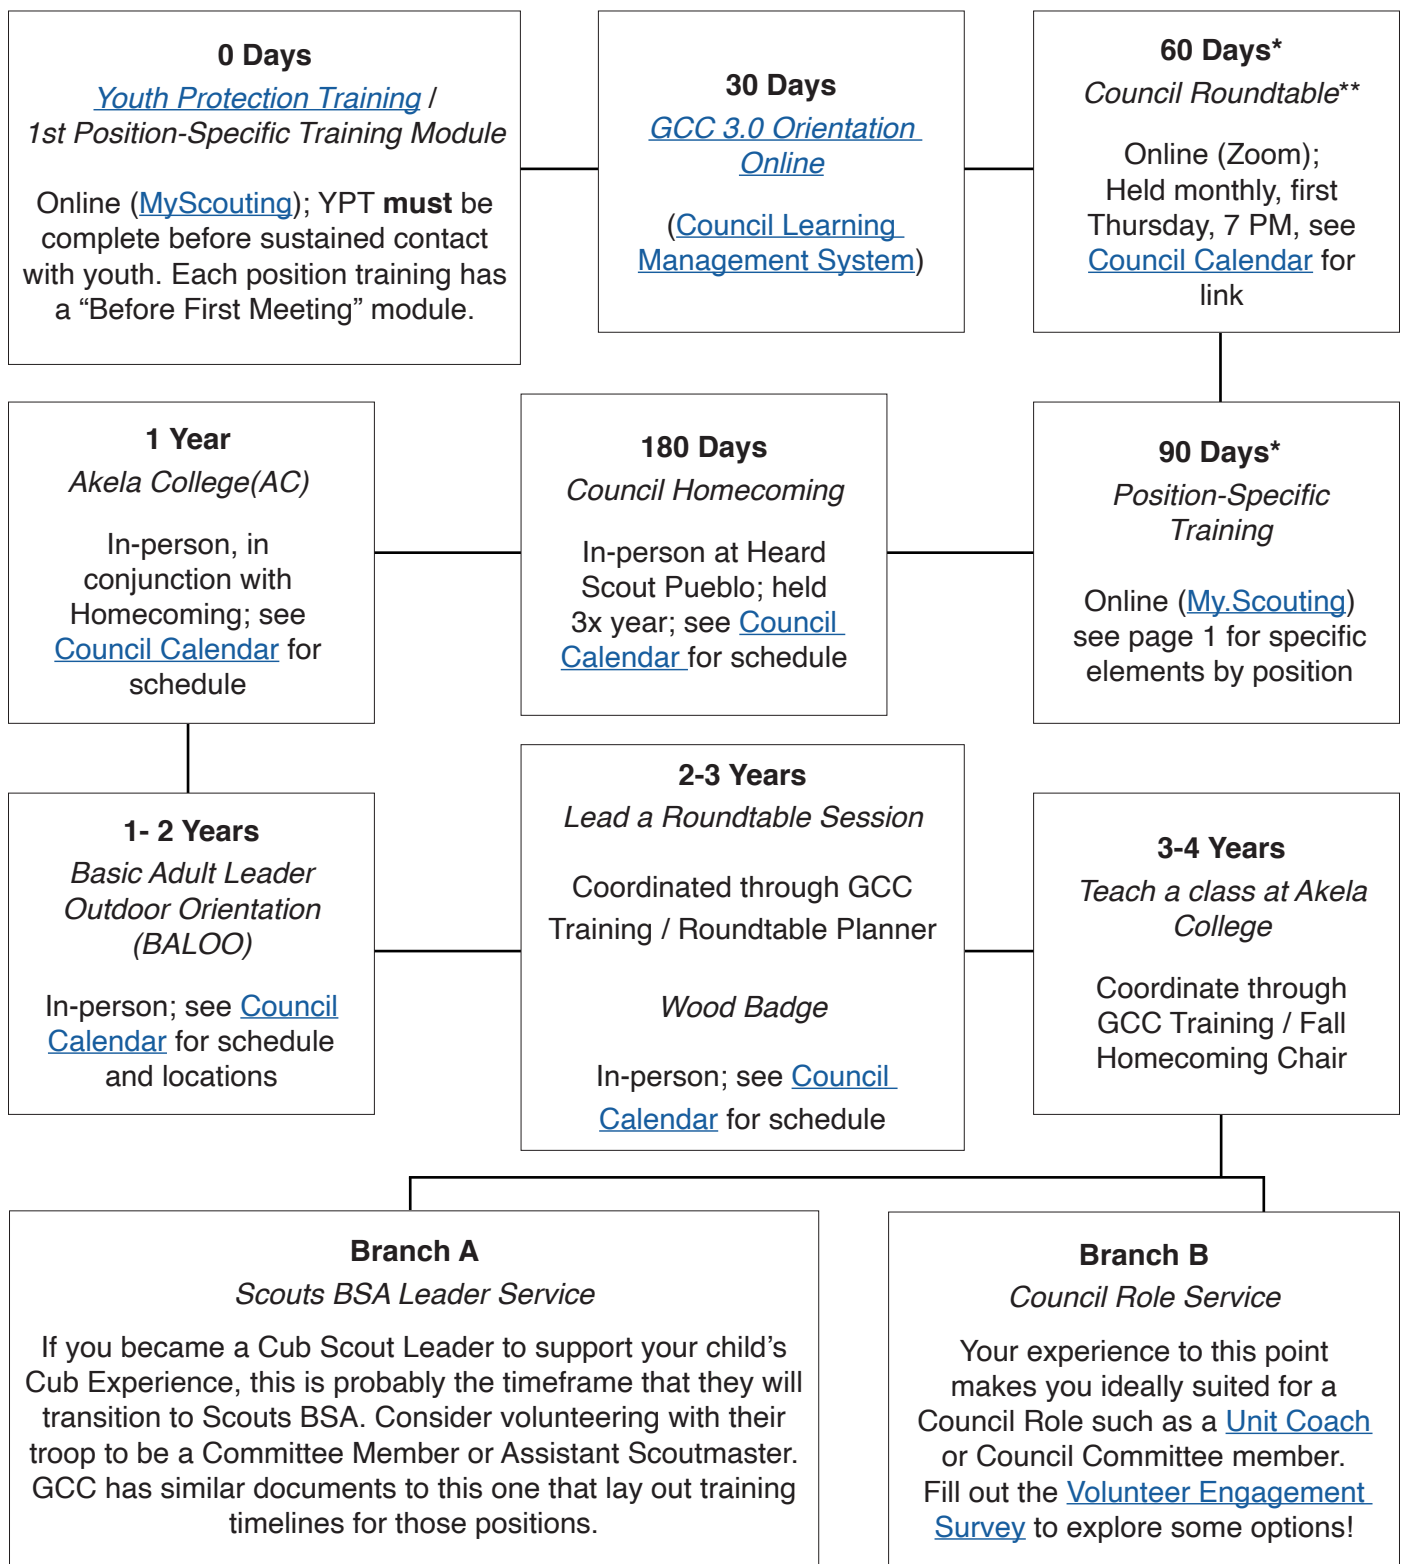 0 Days
Youth Protection Training /
1st Position-Specific Training Module
Online (MyScouting); YPT must be
complete before sustained contact
with youth. Each position training has
a “Before First Meeting” module.
30 Days
GCC 3.0 Orientation
Online
(Council Learning
Management System)
60 Days*
Council Roundtable**
Online (Zoom);
Held monthly, first
Thursday, 7 PM, see
Council Calendar for
link
90 Days*
Position-Specific
Training
Online (My.Scouting)
see page 1 for specific
elements by position
180 Days
Council Homecoming
In-person at Heard
Scout Pueblo; held
3x year; see Council
Calendar for schedule
1 Year
Akela College(AC)
In-person, in
conjunction with
Homecoming; see
Council Calendar for
schedule
1- 2 Years
Basic Adult Leader
Outdoor Orientation
(BALOO)
In-person; see Council
Calendar for schedule
and locations
2-3 Years
Lead a Roundtable Session
Coordinated through GCC
Training / Roundtable Planner
Wood Badge
In-person; see Council
Calendar for schedule
3-4 Years
Teach a class at Akela
College
Coordinate through
GCC Training / Fall
Homecoming Chair
Branch A
Scouts BSA Leader Service
If you became a Cub Scout Leader to support your child’s
Cub Experience, this is probably the timeframe that they will
transition to Scouts BSA. Consider volunteering with their
troop to be a Committee Member or Assistant Scoutmaster.
GCC has similar documents to this one that lay out training
timelines for those positions.
Branch B
Council Role Service
Your experience to this point
makes you ideally suited for a
Council Role such as a Unit Coach
or Council Committee member.
Fill out the Volunteer Engagement
Survey to explore some options!